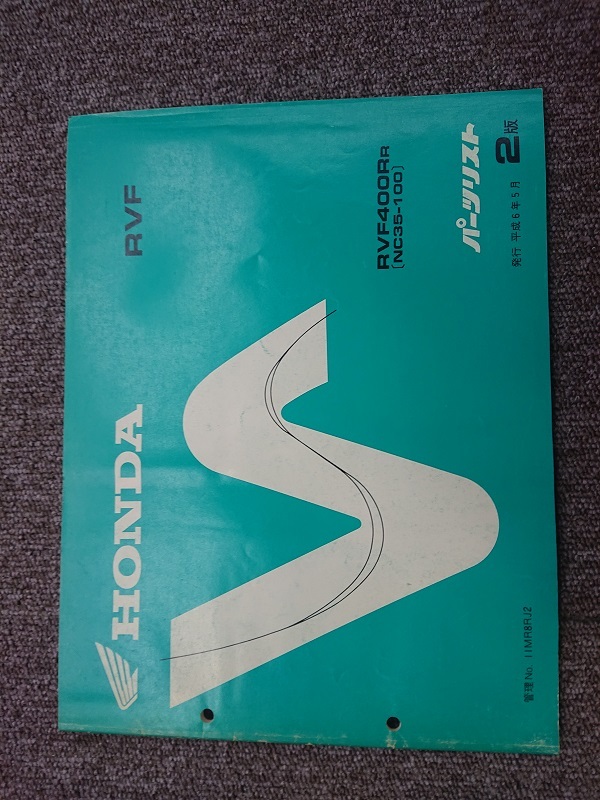 HONDA
RVF
RVF400RR
〔NC35-100〕
パーツリスト
2版
発行 平成6年5月
管理No. 11MR8RJ2